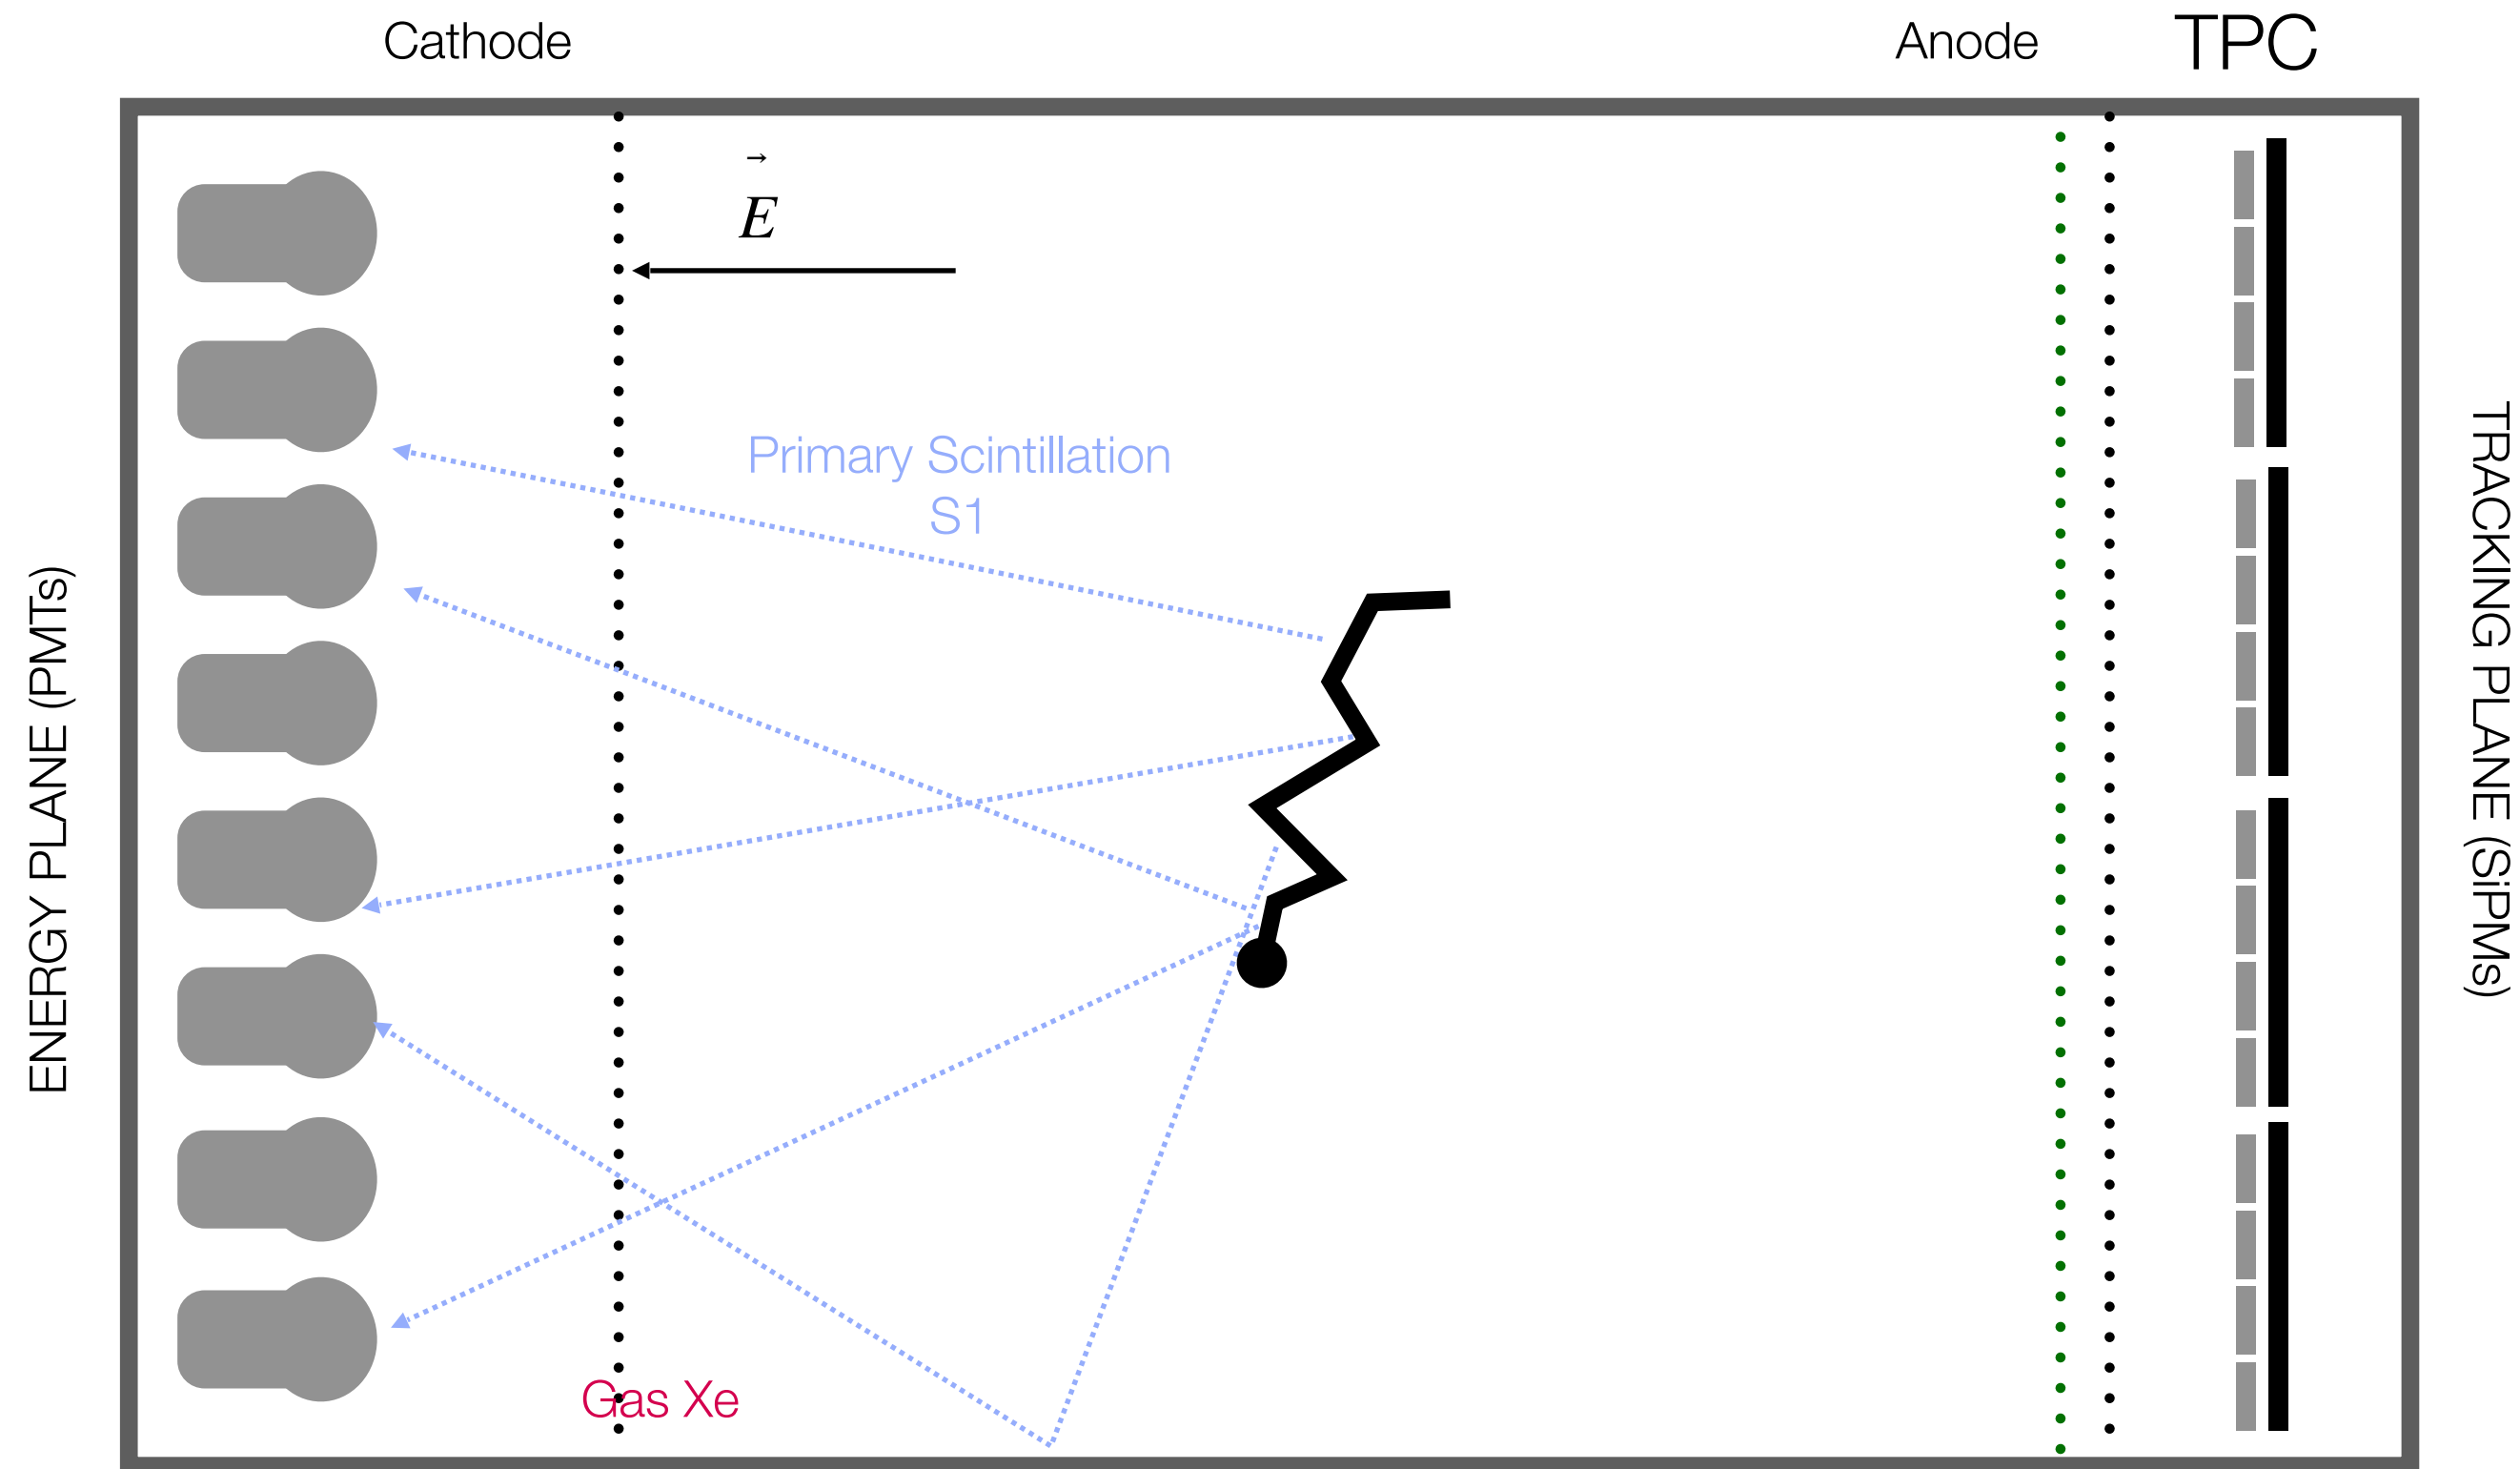 Cathode
Anode
TPC
E
Primary Scintillation
S1
ENERGY PLANE (PMTs)
TRACKING PLANE (SiPMs)
Gas Xe